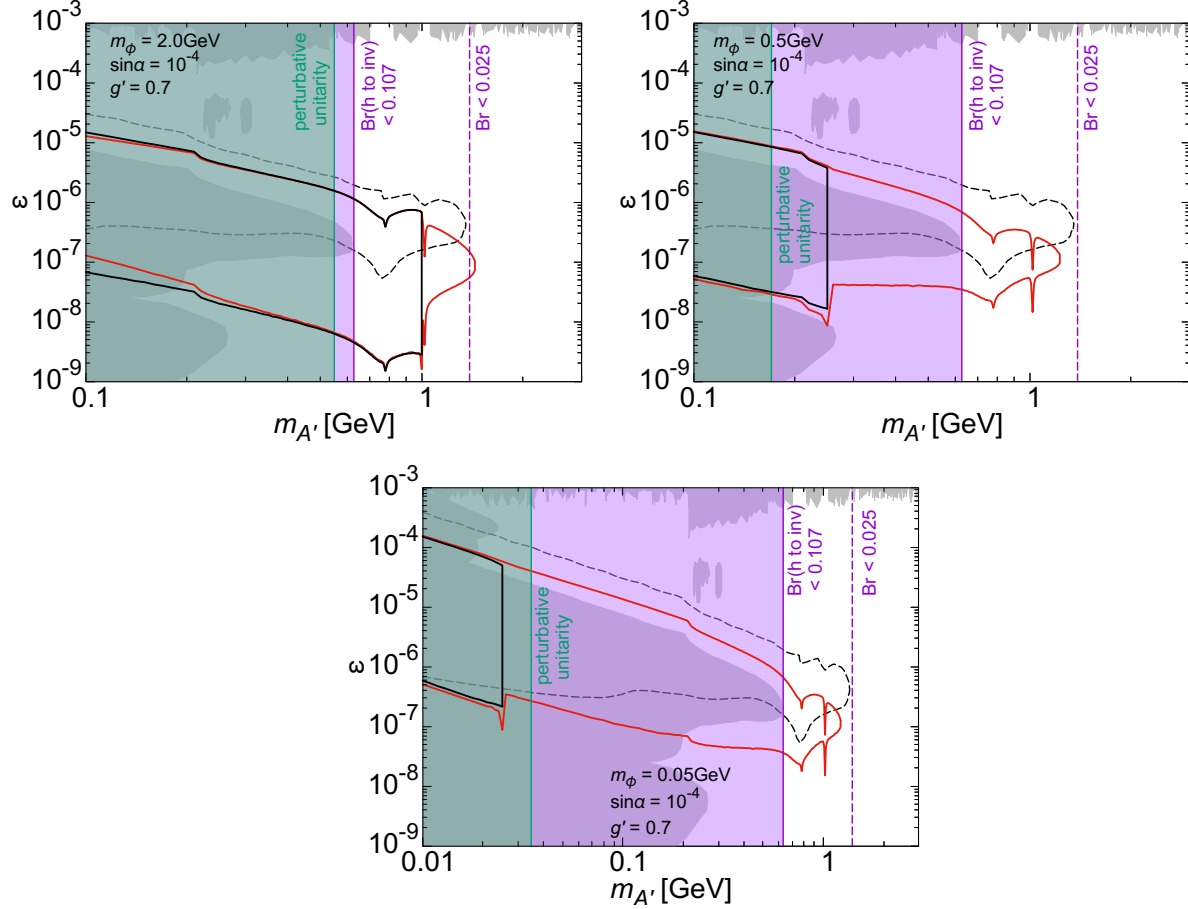 10^-3
10^-4
10^-5
10^-6
10^-7
10^-8
10^-9
ε
m_ϕ = 2.0GeV
sinα = 10^-4
g' = 0.7
perturbative
unitarity
Br(h to inv)
< 0.107
Br < 0.025
0.1
1
m_A' [GeV]
10^-3
10^-4
10^-5
10^-6
10^-7
10^-8
10^-9
ε
m_ϕ = 0.5GeV
sinα = 10^-4
g' = 0.7
perturbative
unitarity
Br(h to inv)
< 0.107
Br < 0.025
0.1
1
m_A' [GeV]
10^-3
10^-4
10^-5
10^-6
10^-7
10^-8
10^-9
ε
perturbative
unitarity
Br(h to inv)
< 0.107
Br < 0.025
m_ϕ = 0.05GeV
sinα = 10^-4
g' = 0.7
0.01
0.1
1
m_A' [GeV]